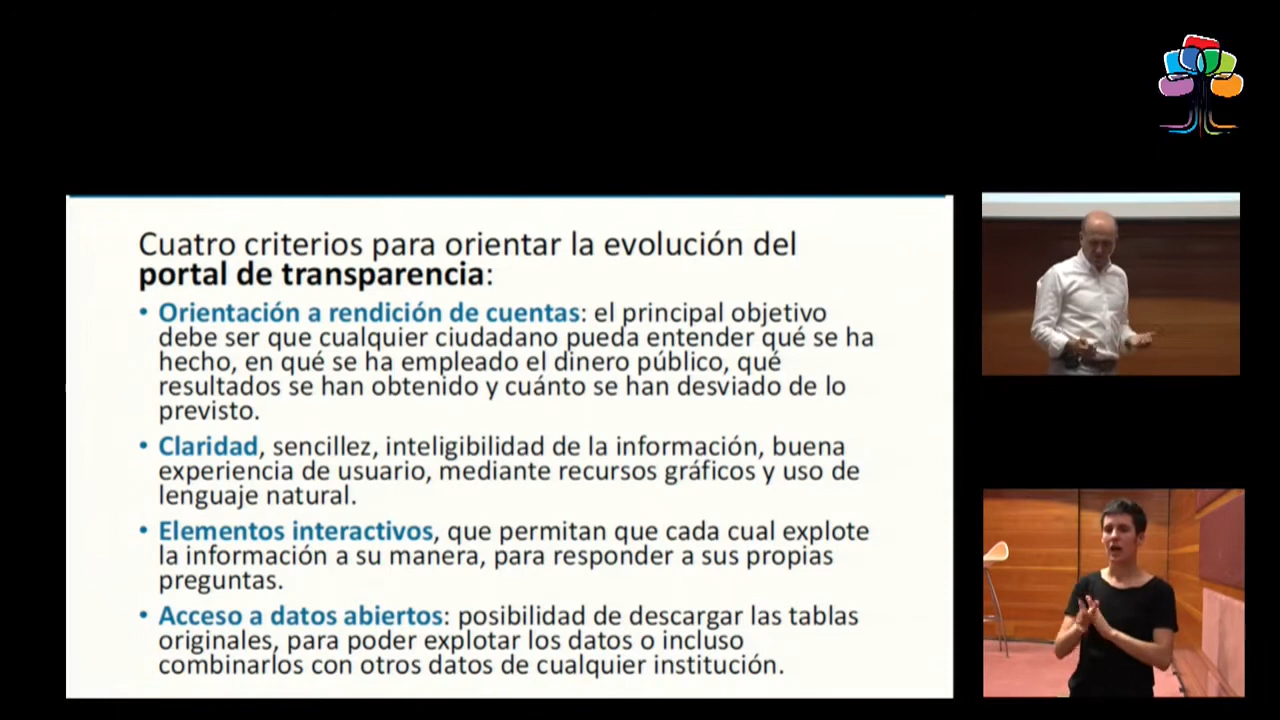 Cuatro criterios para orientar la evolución del
portal de transparencia:
• Orientación a rendición de cuentas: el principal objetivo
debe ser que cualquier ciudadano pueda entender qué se ha
hecho, en qué se ha empleado el dinero público, qué
resultados se han obtenido y cuánto se han desviado de lo
previsto.
• Claridad, sencillez, inteligibilidad de la información, buena
experiencia de usuario, mediante recursos gráficos y uso de
lenguaje natural.
• Elementos interactivos, que permitan que cada cual explote
la información a su manera, para responder a sus propias
preguntas.
• Acceso a datos abiertos: posibilidad de descargar las tablas
originales, para poder explotar los datos o incluso
combinarlos con otros datos de cualquier institución.